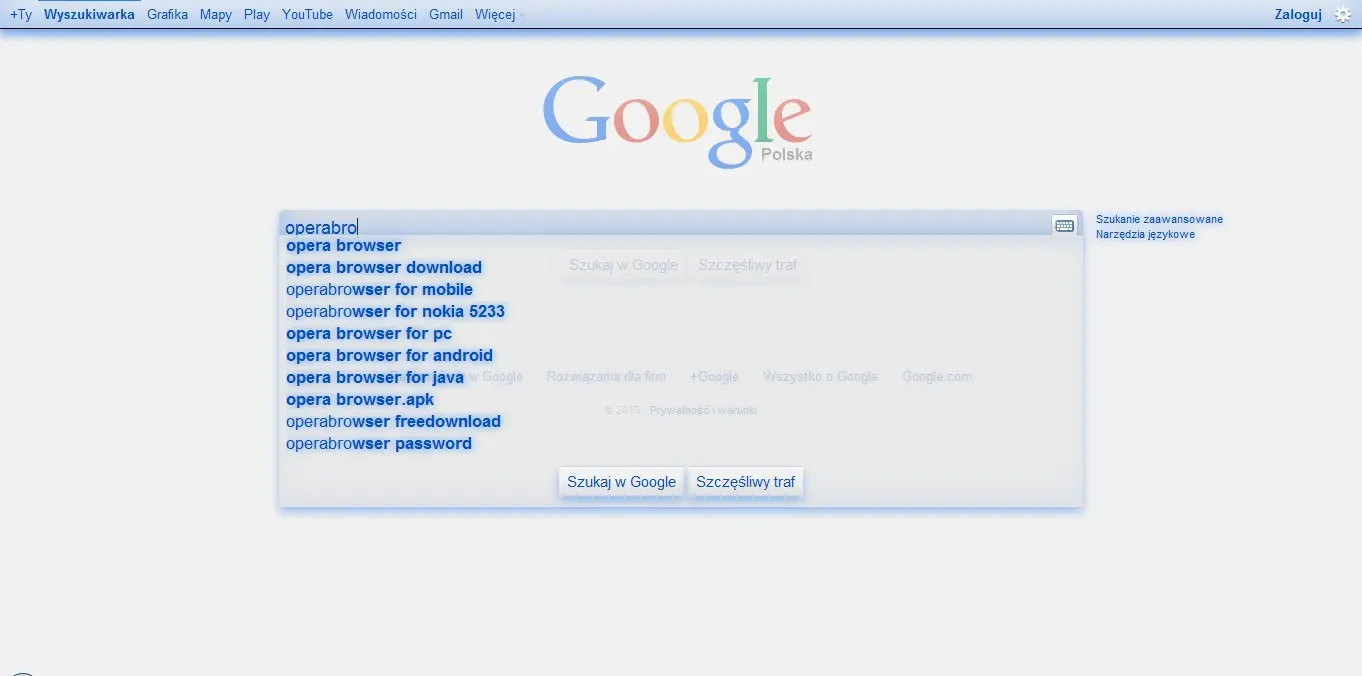 +Ty Wyszukiwarka Grafika Mapy Play YouTube Wiadomości Gmail Więcej Zaloguj
Google
Polska
operabro
Szukanie zaawansowane
Narzędzia językowe
opera browser
Szukaj w Google Szczęśliwy traf
opera browser download
operabrowser for mobile
operabrowser for nokia 5233
opera browser for pc
opera browser for android
opera browser for java w Google Rozwiązania dla firm +Google Wszystko o Google Google.com
opera browser.apk
© 2013 - Prywatność i warunki
operabrowser freedownload
operabrowser password
Szukaj w Google Szczęśliwy traf